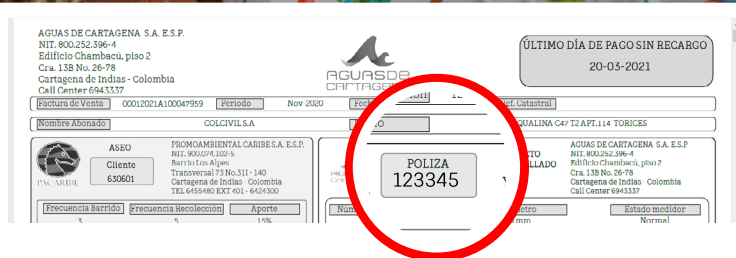 AGUAS DE CARTAGENA S.A. E.S.P.
NIT. 800.252.396-4
Edificio Chambacú, piso 2
Cra. 13B No. 26-78
Cartagena de Indias - Colombia
Call Center 6943337
AGUAS DE
CARTAGENA
ÚLTIMO DÍA DE PAGO SIN RECARGO
20-03-2021
Factura de Venta 00012021A100047959 Periodo Nov-2020 Ref. Catastral
Nombre Abonado COLCIVIL S.A QUALINA C47 T2 APT.114 TORICES
PACARIBE
ASEO
Cliente
630601
PROMOAMBIENTAL CARIBE S.A. E.S.P.
NIT. 900.074.102-5
Barrio Los Alpes
Transversal 73 No.31I - 140
Cartagena de Indias - Colombia
TEL 6455480 EXT 401 - 6424300
POLIZA
123345
AGUAS DE CARTAGENA S.A. E.S.P
NIT. 800.252.396-4
Edificio Chambacú, piso 2
Cra. 13B No. 26-78
Cartagena de Indias - Colombia
Call Center 6943337
Frecuencia Barrido Frecuencia Recolección Aporte
3 5 15%
Estado medidor
mm Normal